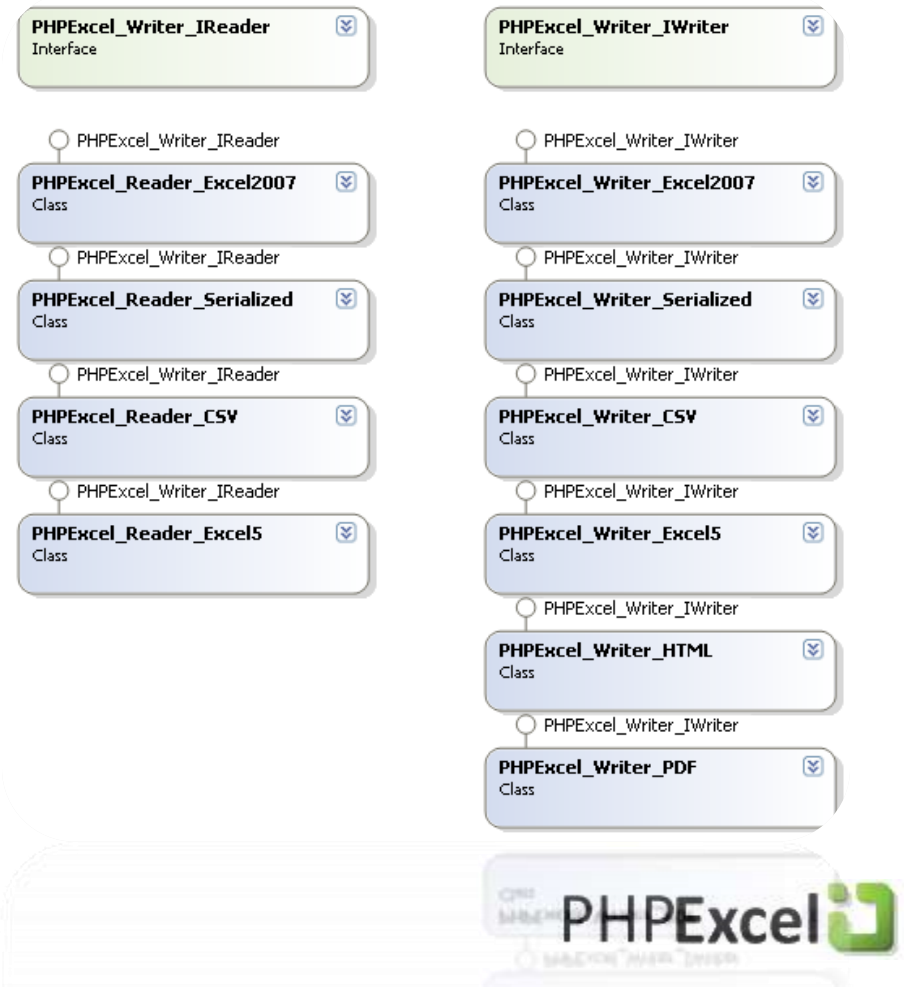 PHPExcel_Writer_IReader
Interface
PHPExcel_Writer_IReader
PHPExcel_Reader_Excel2007
Class
PHPExcel_Writer_IReader
PHPExcel_Reader_Serialized
Class
PHPExcel_Writer_IReader
PHPExcel_Reader_CSV
Class
PHPExcel_Writer_IReader
PHPExcel_Reader_Excel5
Class
PHPExcel_Writer_IWriter
Interface
PHPExcel_Writer_IWriter
PHPExcel_Writer_Excel2007
Class
PHPExcel_Writer_IWriter
PHPExcel_Writer_Serialized
Class
PHPExcel_Writer_IWriter
PHPExcel_Writer_CSV
Class
PHPExcel_Writer_IWriter
PHPExcel_Writer_Excel5
Class
PHPExcel_Writer_IWriter
PHPExcel_Writer_HTML
Class
PHPExcel_Writer_IWriter
PHPExcel_Writer_PDF
Class
PHPExcel